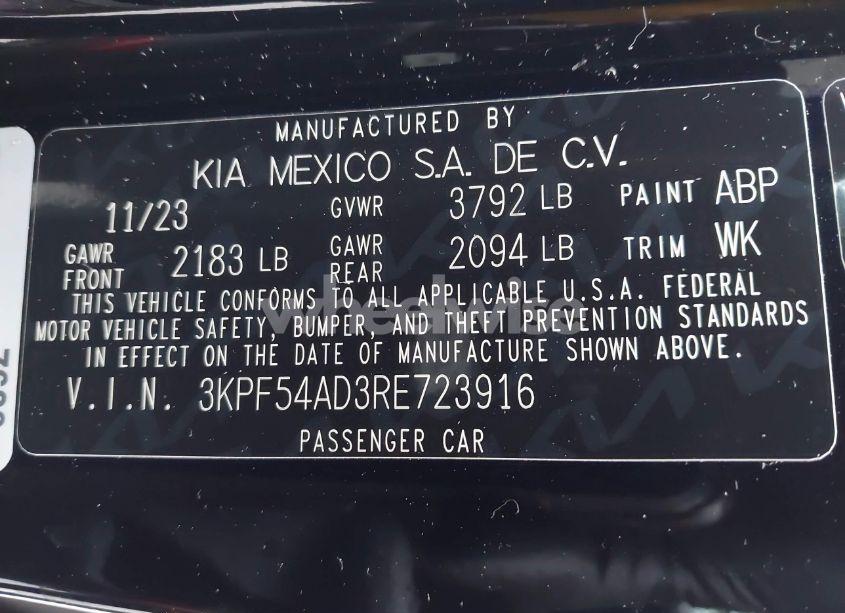 MANUFACTURED BY
KIA MEXICO S.A. DE C.V.
11/23 GVWR 3792 LB PAINT ABP
GAWR FRONT 2183 LB GAWR REAR 2094 LB TRIM WK
THIS VEHICLE CONFORMS TO ALL APPLICABLE U.S.A. FEDERAL
MOTOR VEHICLE SAFETY, BUMPER, AND THEFT PREVENTION STANDARDS
IN EFFECT ON THE DATE OF MANUFACTURE SHOWN ABOVE.
V.I.N. 3KPF54AD3RE723916
PASSENGER CAR